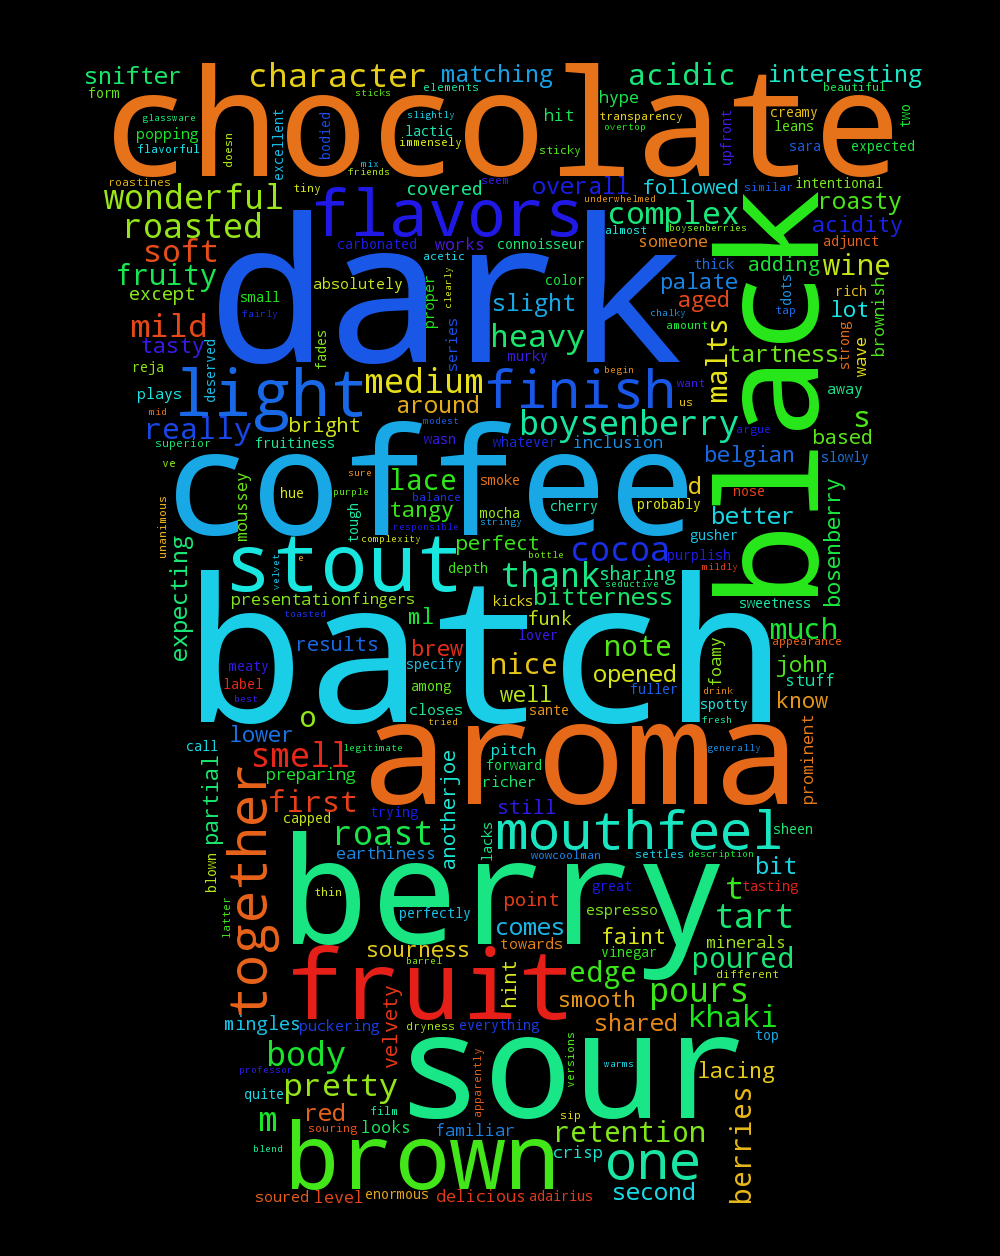 snifter character matching acidic interesting
form sticks elements hype beautiful
chocolate
glassware slightly hit transparency creamy two
popping lactic leans
flavorful doesn excellent bodied immensely sticky overtop upfront sara expected
mix friends
roastines tiny covered seem overall followed similar intentional
wonderful flavors underwhelmed complex roasty
roasted almost boysenberries acidity
soft carbonated works connoisseur someone adjunct
dark black
fruity acetic thick adding wine
except small absolutely proper clearly color palate tap dots rich brownish
fairly slight aged lot
mild chalky amount
tasty deserved fades series murky heavy malts tartness strong wave
reja begin
plays light medium finish want away
mid around us
really bright modest boysenberry argue s
superior fruitiness wasn whatever inclusion based
ve belgian slowly
coffee
unanimous moussey hue sure lace smoke d nose
purple balance mocha cherry probably
tough tangy stringy better bosenberry
responsible gusher
expecting complexity perfect bottle cocoa purplish
stout velvet e depth thank sharing mildly
seductive
presentation fingers kicks bitterness sweetness
toasted ml funk much
batch
results brew lover note appearance
meaty specify nice opened foamy john
label among well fuller drink stuff
best closes sante spotty know
o tried fresh
lower aroma
call smell legitimate pitch generally prominent
partial preparing forward
together first richer
capped trying anotherjoe still
roast mouthfeel sheen
blown earthiness lacks wowcoolman settles description bit
berry
latter thin great t tasting
perfectly point espresso tart
comes
sourness towards faint minerals
barrel vinegar poured
fruit hint edge different
velvety smooth pours
mingles puckering dryness everything shared khaki top
body sour
professor apparently versions warms lacing
quite pretty
m red film sip berries
souring looks familiar retention
blend brown crisp one
soured level enormous delicious adairius second